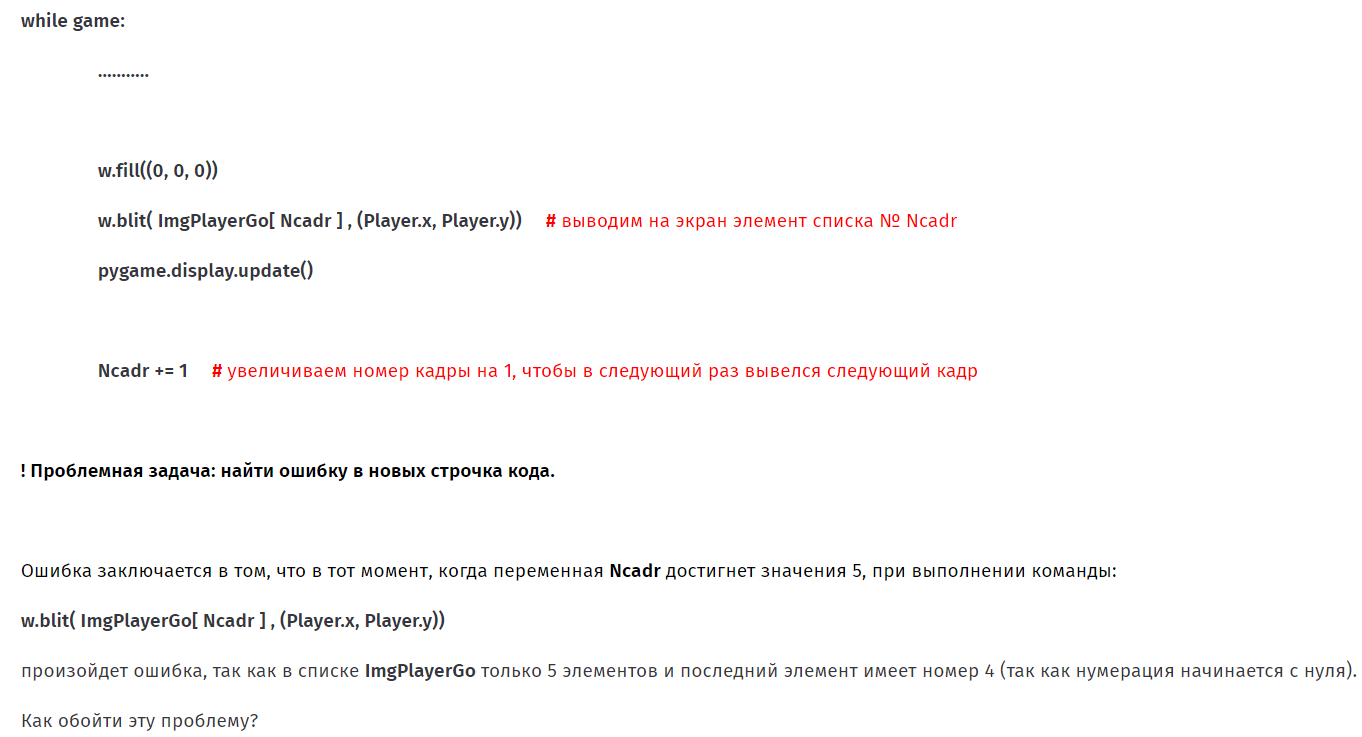 while game:
...........
w.fill((0, 0, 0))
w.blit( ImgPlayerGo[ Ncadr ] , (Player.x, Player.y)) # выводим на экран элемент списка № Ncadr
pygame.display.update()
Ncadr += 1 # увеличиваем номер кадры на 1, чтобы в следующий раз вывелся следующий кадр
! Проблемная задача: найти ошибку в новых строчка кода.
Ошибка заключается в том, что в тот момент, когда переменная Ncadr достигнет значения 5, при выполнении команды:
w.blit( ImgPlayerGo[ Ncadr ] , (Player.x, Player.y))
произойдет ошибка, так как в списке ImgPlayerGo только 5 элементов и последний элемент имеет номер 4 (так как нумерация начинается с нуля).
Как обойти эту проблему?